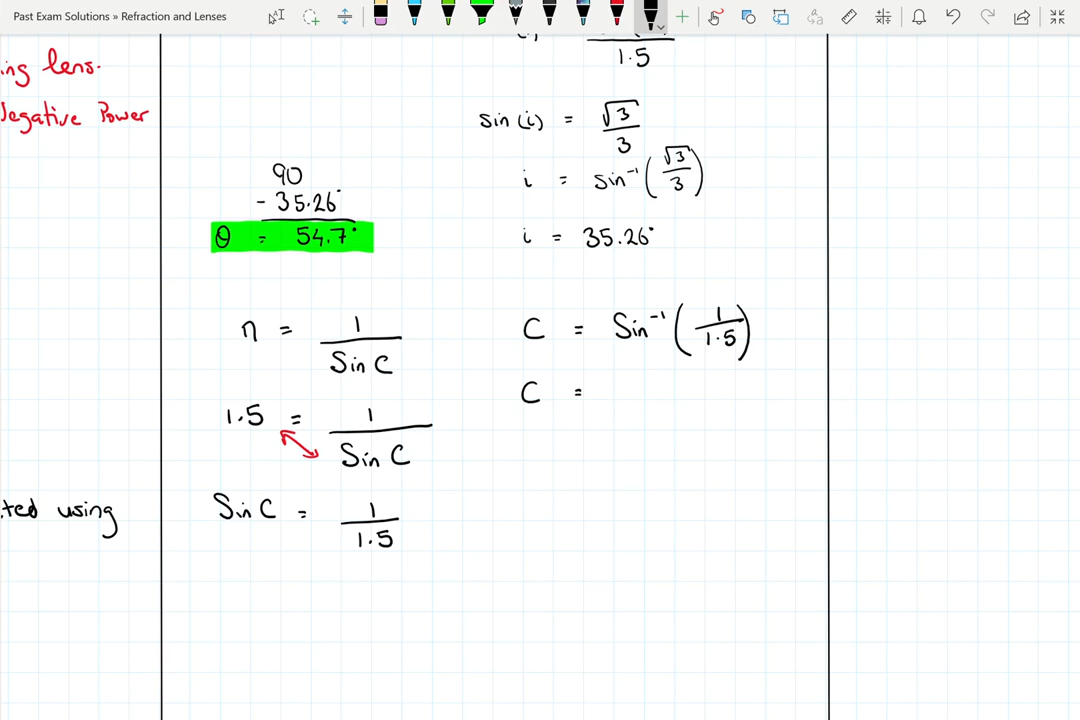 Past Exam Solutions » Refraction and Lenses
ing lens.
Negative Power
ted using
90
- 35.26°
θ = 54.7°
n = 1 / Sin C
1.5 = 1 / Sin C
Sin C = 1 / 1.5
1.5
sin(i) = √3 / 3
i = sin⁻¹(√3 / 3)
i = 35.26°
C = Sin⁻¹(1 / 1.5)
C =